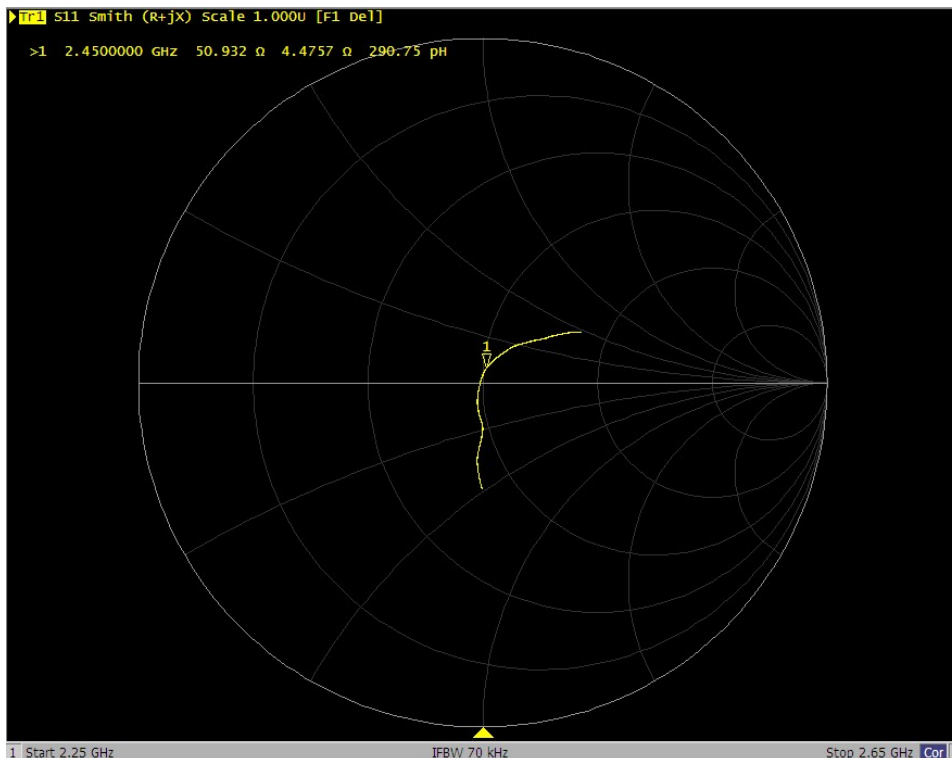 Tr1 S11 Smith (R+jX) Scale 1.000U [F1 Del]
>1 2.4500000 GHz 50.932 Ω 4.4757 Ω 290.75 pH
1
1 Start 2.25 GHz IFBW 70 kHz Stop 2.65 GHz Cor